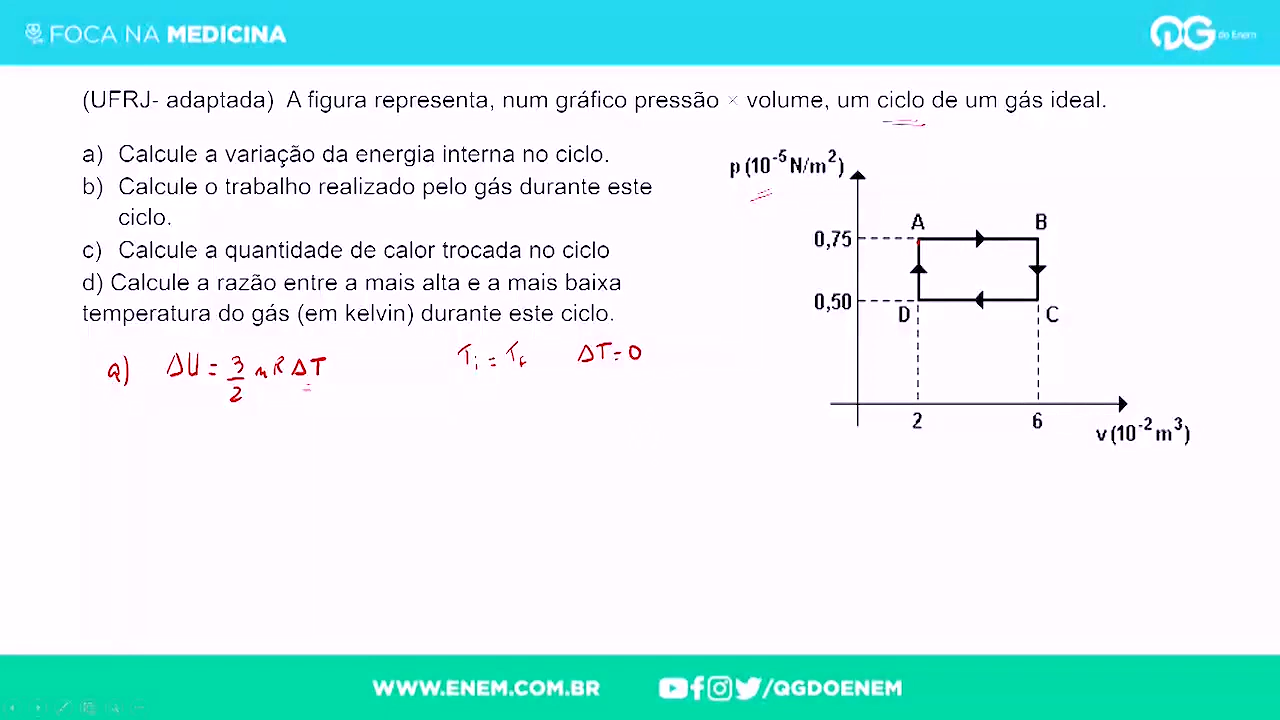 FOCA NA MEDICINA
QG do Enem
(UFRJ- adaptada) A figura representa, num gráfico pressão × volume, um ciclo de um gás ideal.
a) Calcule a variação da energia interna no ciclo.
b) Calcule o trabalho realizado pelo gás durante este
ciclo.
c) Calcule a quantidade de calor trocada no ciclo
d) Calcule a razão entre a mais alta e a mais baixa
temperatura do gás (em kelvin) durante este ciclo.
a) ΔU = 3/2 n R ΔT
Ti = Tf ΔT = 0
p (10⁻⁵ N/m²)
A B
0,75
0,50
D C
2 6
v (10⁻² m³)
WWW.ENEM.COM.BR
/QGDOENEM